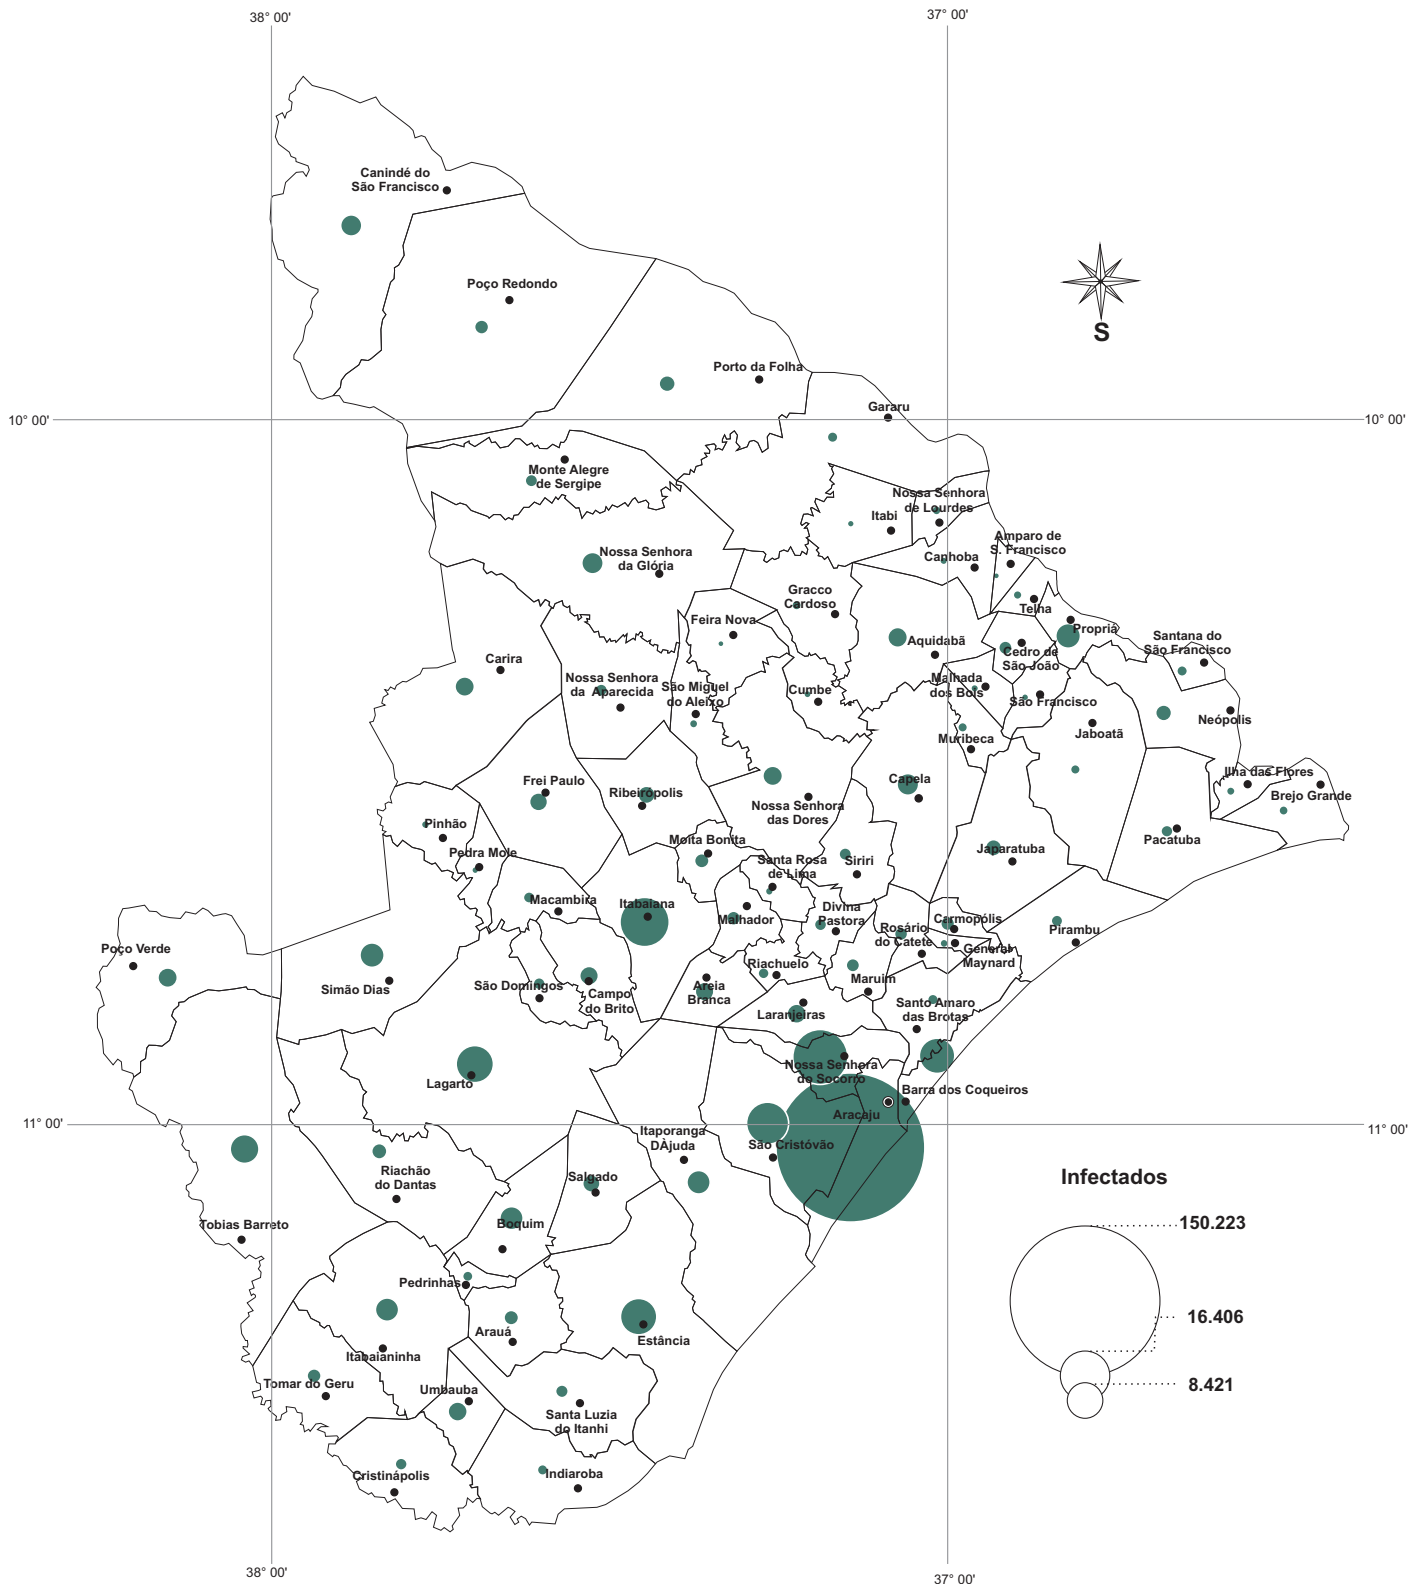 38° 00'
37° 00'
Canindé do
São Francisco
Poço Redondo
S
Porto da Folha
Gararu
10° 00'
10° 00'
Monte Alegre
de Sergipe
Nossa Senhora
de Lourdes
Itabi
Amparo de
S. Francisco
Canhoba
Nossa Senhora
da Glória
Gracco
Cardoso
Telha
Feira Nova
Propriá
Santana do
São Francisco
Aquidabã
Cedro de
São João
Carira
Nossa Senhora
da Aparecida
São Miguel
do Aleixo
Cumbe
Malhada
dos Bois
São Francisco
Neópolis
Jaboatã
Muribeca
Frei Paulo
Ribeirópolis
Capela
Ilha das Flores
Brejo Grande
Nossa Senhora
das Dores
Pinhão
Moita Bonita
Pacatuba
Pedra Mole
Santa Rosa
de Lima
Siriri
Japaratuba
Macambira
Itabaiana
Malhador
Divina
Pastora
Rosário
do Catete
Carmopólis
Pirambu
Poço Verde
General
Maynard
Riachuelo
Simão Dias
São Domingos
Campo
do Brito
Areia
Branca
Maruim
Laranjeiras
Santo Amaro
das Brotas
Lagarto
Nossa Senhora
do Socorro
Barra dos Coqueiros
Aracaju
11° 00'
11° 00'
Itaporanga
DÀjuda
São Cristóvão
Riachão
do Dantas
Salgado
Infectados
Tobias Barreto
Boquim
150.223
Pedrinhas
16.406
Arauá
Estância
Itabaianinha
8.421
Tomar do Geru
Umbauba
Santa Luzia
do Itanhi
Cristinápolis
Indiaroba
38° 00'
37° 00'